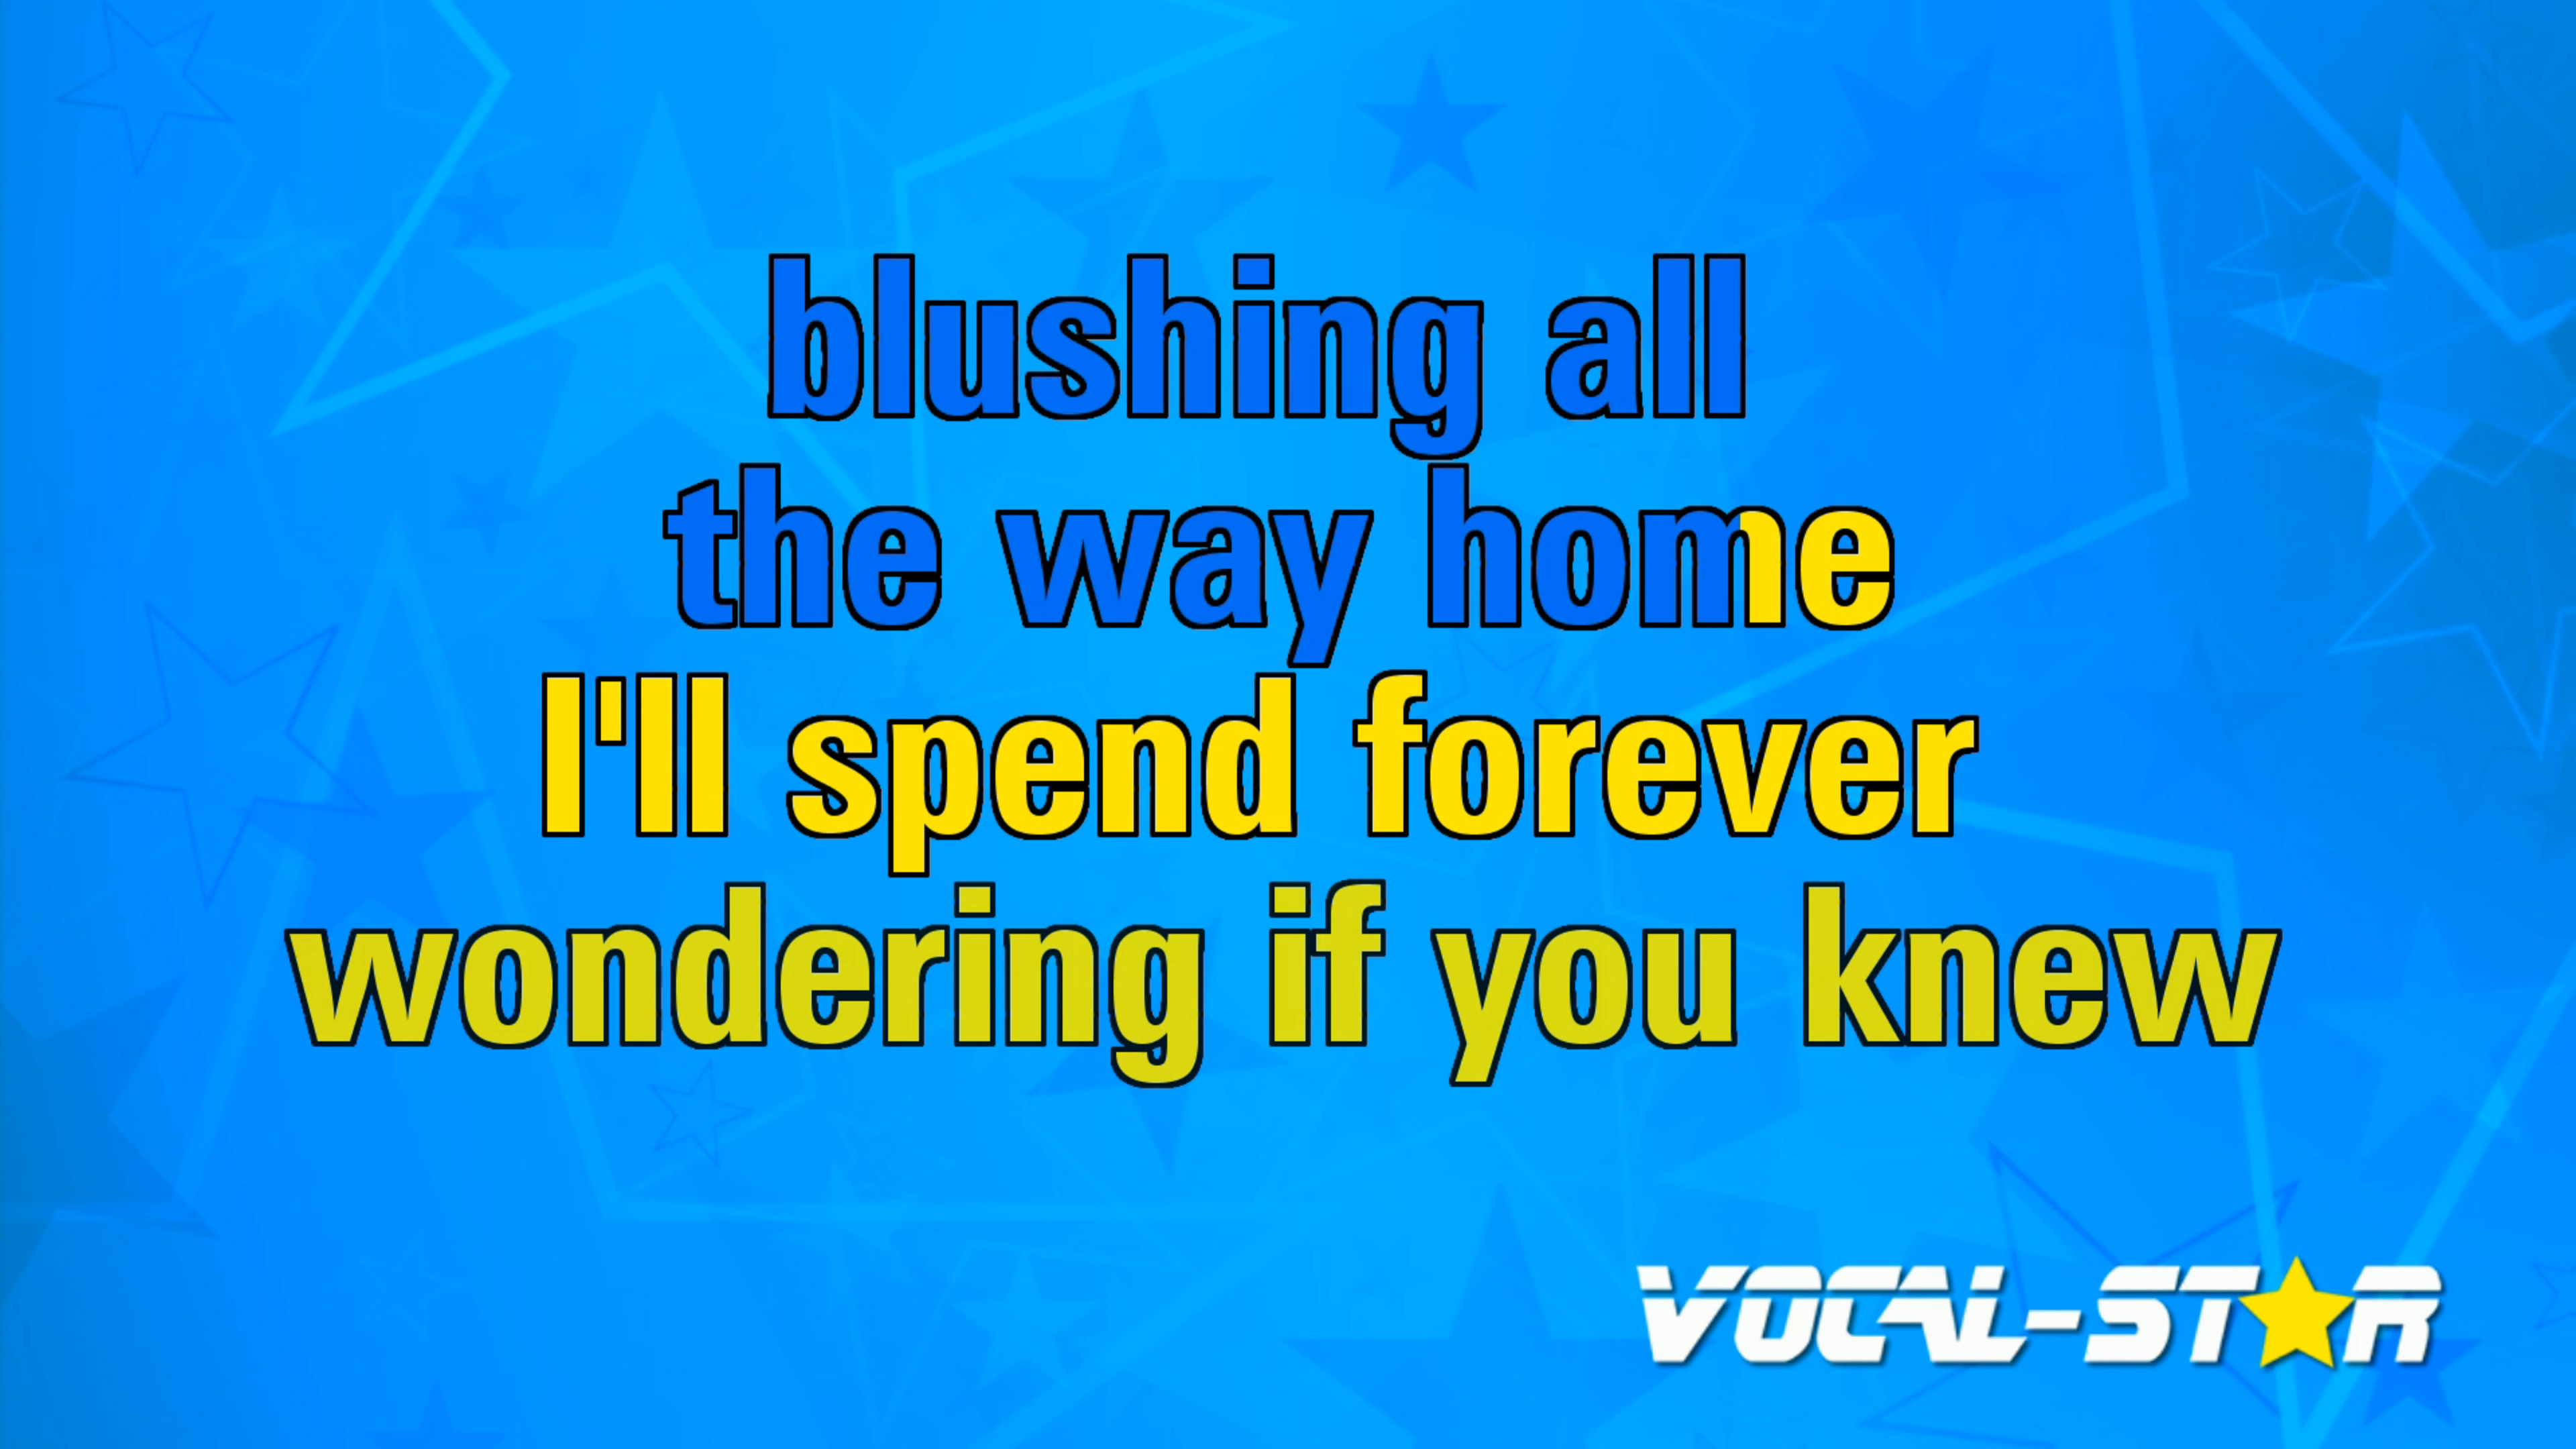 blushing all
the way home
I'll spend forever
wondering if you knew
VOCAL-STAR